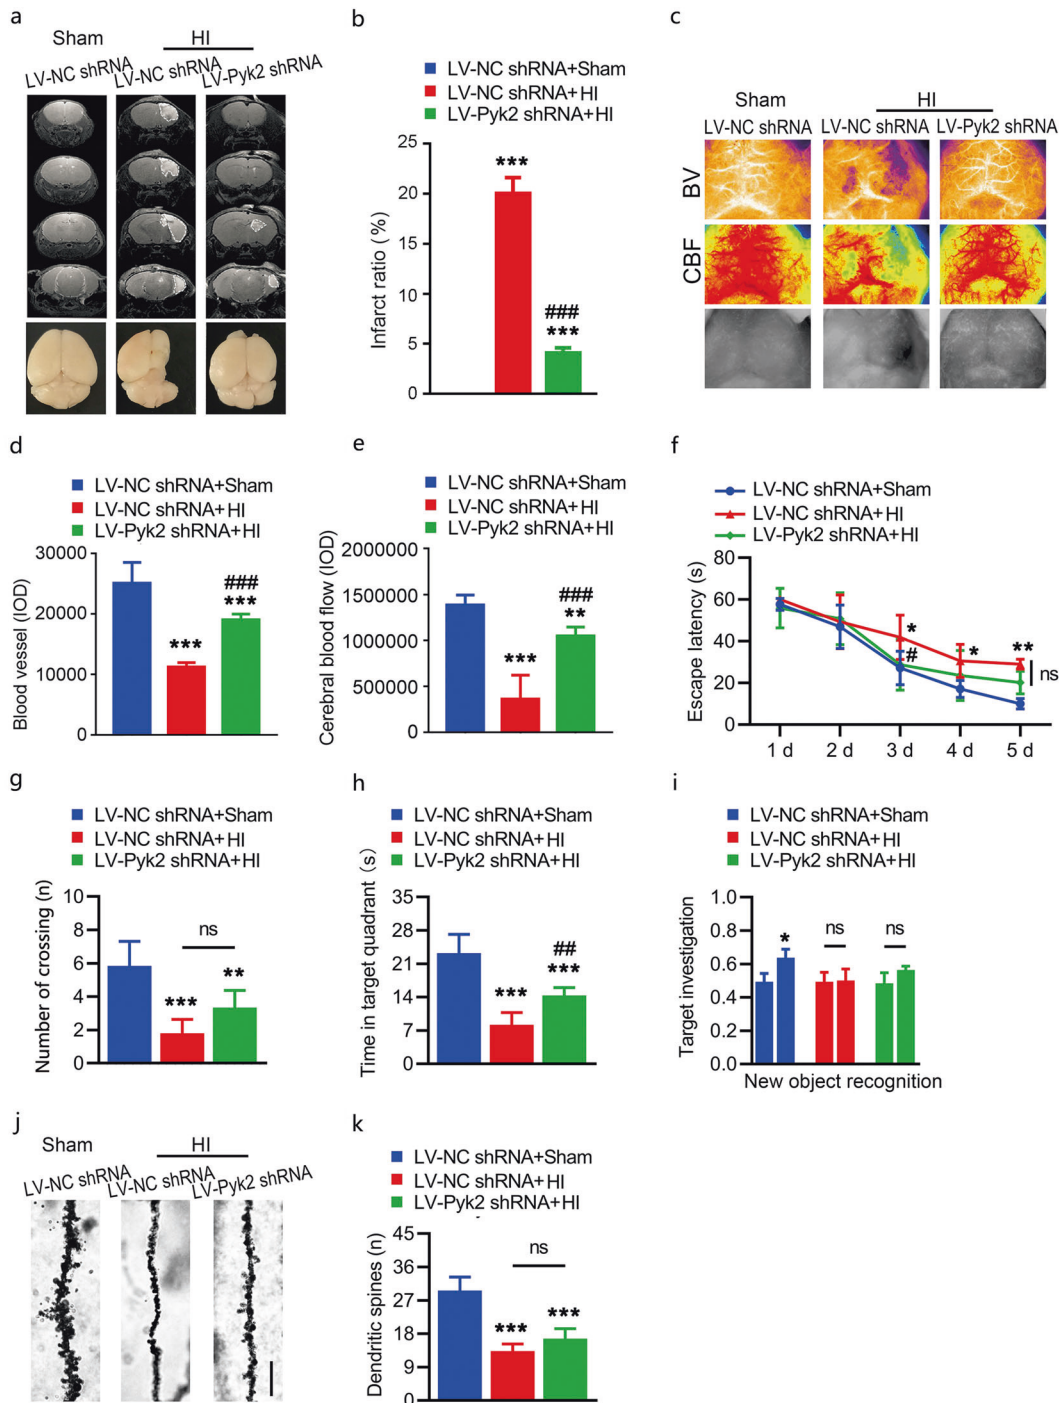 a
Sham
HI
LV-NC shRNA
LV-NC shRNA
LV-Pyk2 shRNA
b
LV-NC shRNA+Sham
LV-NC shRNA+HI
LV-Pyk2 shRNA+HI
Infarct ratio (%)
25
20
15
10
5
0
***
###
***
c
Sham
HI
LV-NC shRNA
LV-NC shRNA
LV-Pyk2 shRNA
BV
CBF
d
LV-NC shRNA+Sham
LV-NC shRNA+HI
LV-Pyk2 shRNA+HI
Blood vessel (IOD)
30000
20000
10000
0
***
###
***
e
LV-NC shRNA+Sham
LV-NC shRNA+HI
LV-Pyk2 shRNA+HI
Cerebral blood flow (IOD)
2000000
1500000
1000000
500000
0
***
###
**
f
LV-NC shRNA+Sham
LV-NC shRNA+HI
LV-Pyk2 shRNA+HI
Escape latency (s)
80
60
40
20
0
*
#
*
**
ns
1 d 2 d 3 d 4 d 5 d
g
LV-NC shRNA+Sham
LV-NC shRNA+HI
LV-Pyk2 shRNA+HI
Number of crossing (n)
10
8
6
4
2
0
ns
***
**
h
LV-NC shRNA+Sham
LV-NC shRNA+HI
LV-Pyk2 shRNA+HI
Time in target quadrant (s)
35
28
21
14
7
0
***
##
***
i
LV-NC shRNA+Sham
LV-NC shRNA+HI
LV-Pyk2 shRNA+HI
Target investigation
1.0
0.8
0.6
0.4
0.2
0.0
*
ns
ns
New object recognition
j
Sham
HI
LV-NC shRNA
LV-NC shRNA
LV-Pyk2 shRNA
k
LV-NC shRNA+Sham
LV-NC shRNA+HI
LV-Pyk2 shRNA+HI
Dendritic spines (n)
45
36
27
18
9
0
ns
***
***